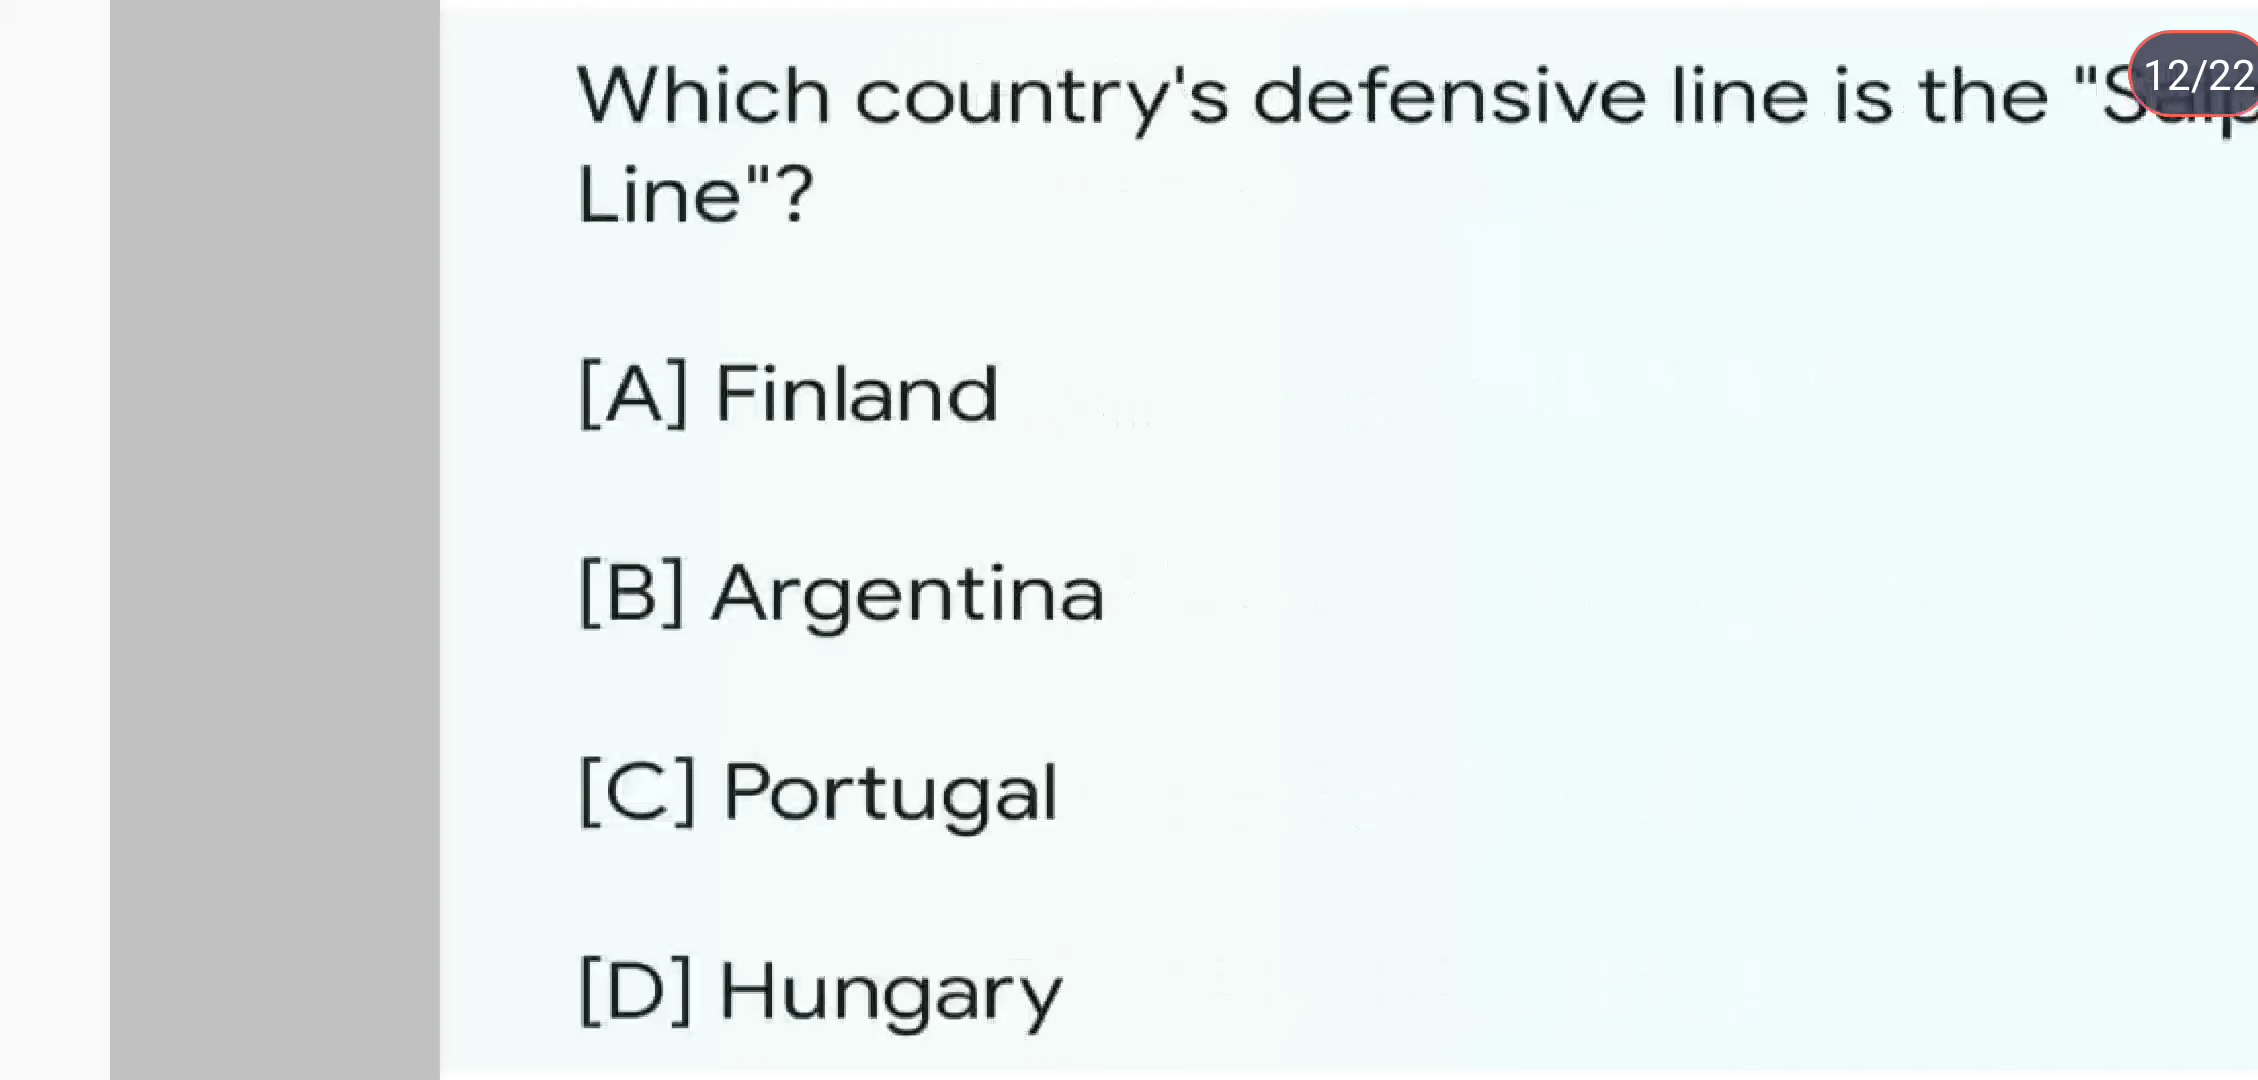 Which country's defensive line is the
12/22
Line"?
[A] Finland
[B] Argentina
[C] Portugal
[D] Hungary